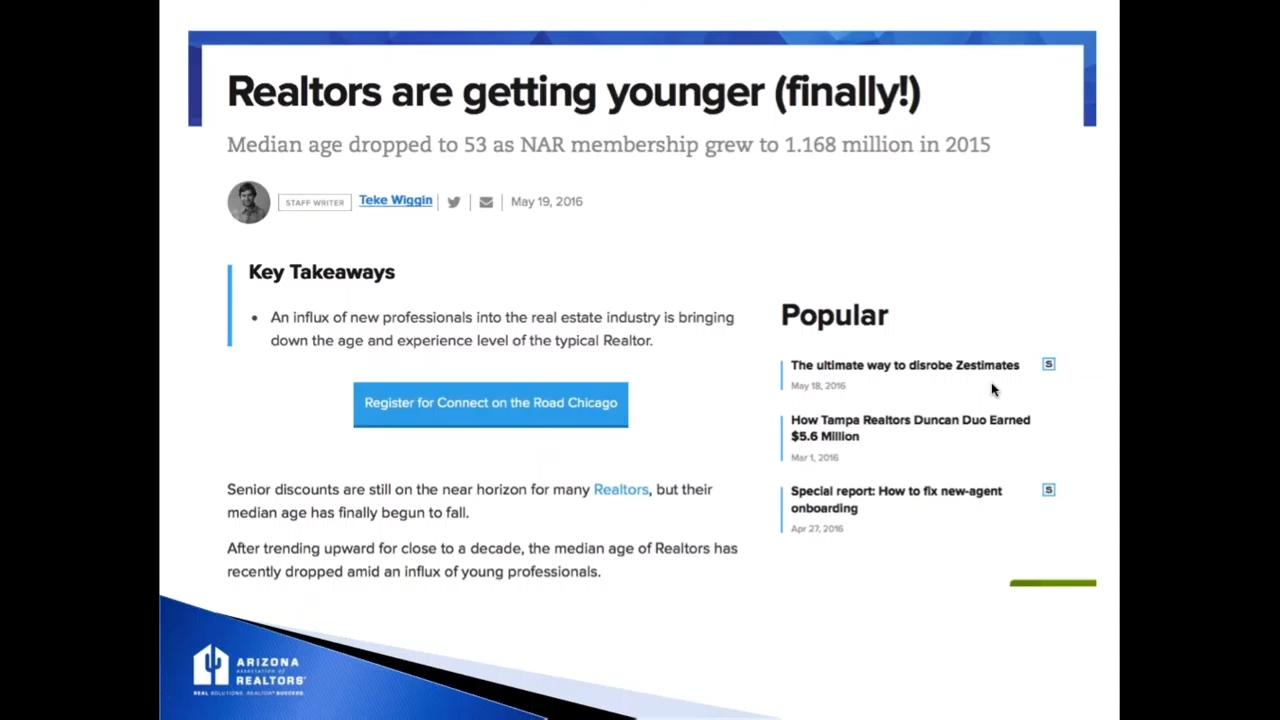 Realtors are getting younger (finally!)
Median age dropped to 53 as NAR membership grew to 1.168 million in 2015
STAFF WRITER Teke Wiggin May 19, 2016
Key Takeaways
• An influx of new professionals into the real estate industry is bringing
down the age and experience level of the typical Realtor.
Register for Connect on the Road Chicago
Senior discounts are still on the near horizon for many Realtors, but their
median age has finally begun to fall.
After trending upward for close to a decade, the median age of Realtors has
recently dropped amid an influx of young professionals.
Popular
The ultimate way to disrobe Zestimates S
May 18, 2016
How Tampa Realtors Duncan Duo Earned
$5.6 Million
Mar 1, 2016
Special report: How to fix new-agent S
onboarding
Apr 27, 2016
ARIZONA
association of
REALTORS®
REAL SOLUTIONS. REALTOR® SUCCESS.